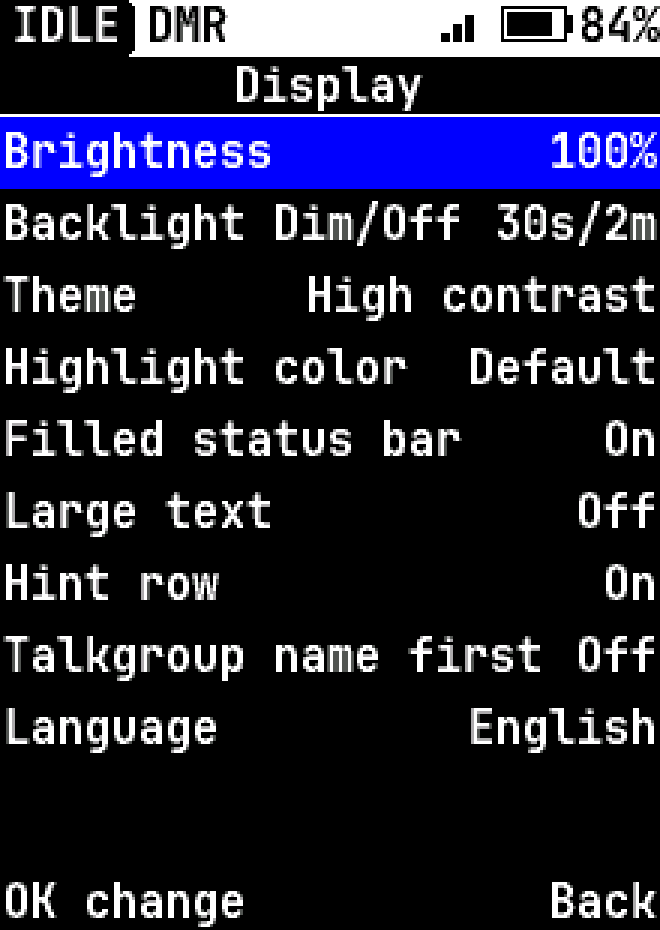 IDLE DMR 84%
Display
Brightness 100%
Backlight Dim/Off 30s/2m
Theme High contrast
Highlight color Default
Filled status bar On
Large text Off
Hint row On
Talkgroup name first Off
Language English
OK change Back